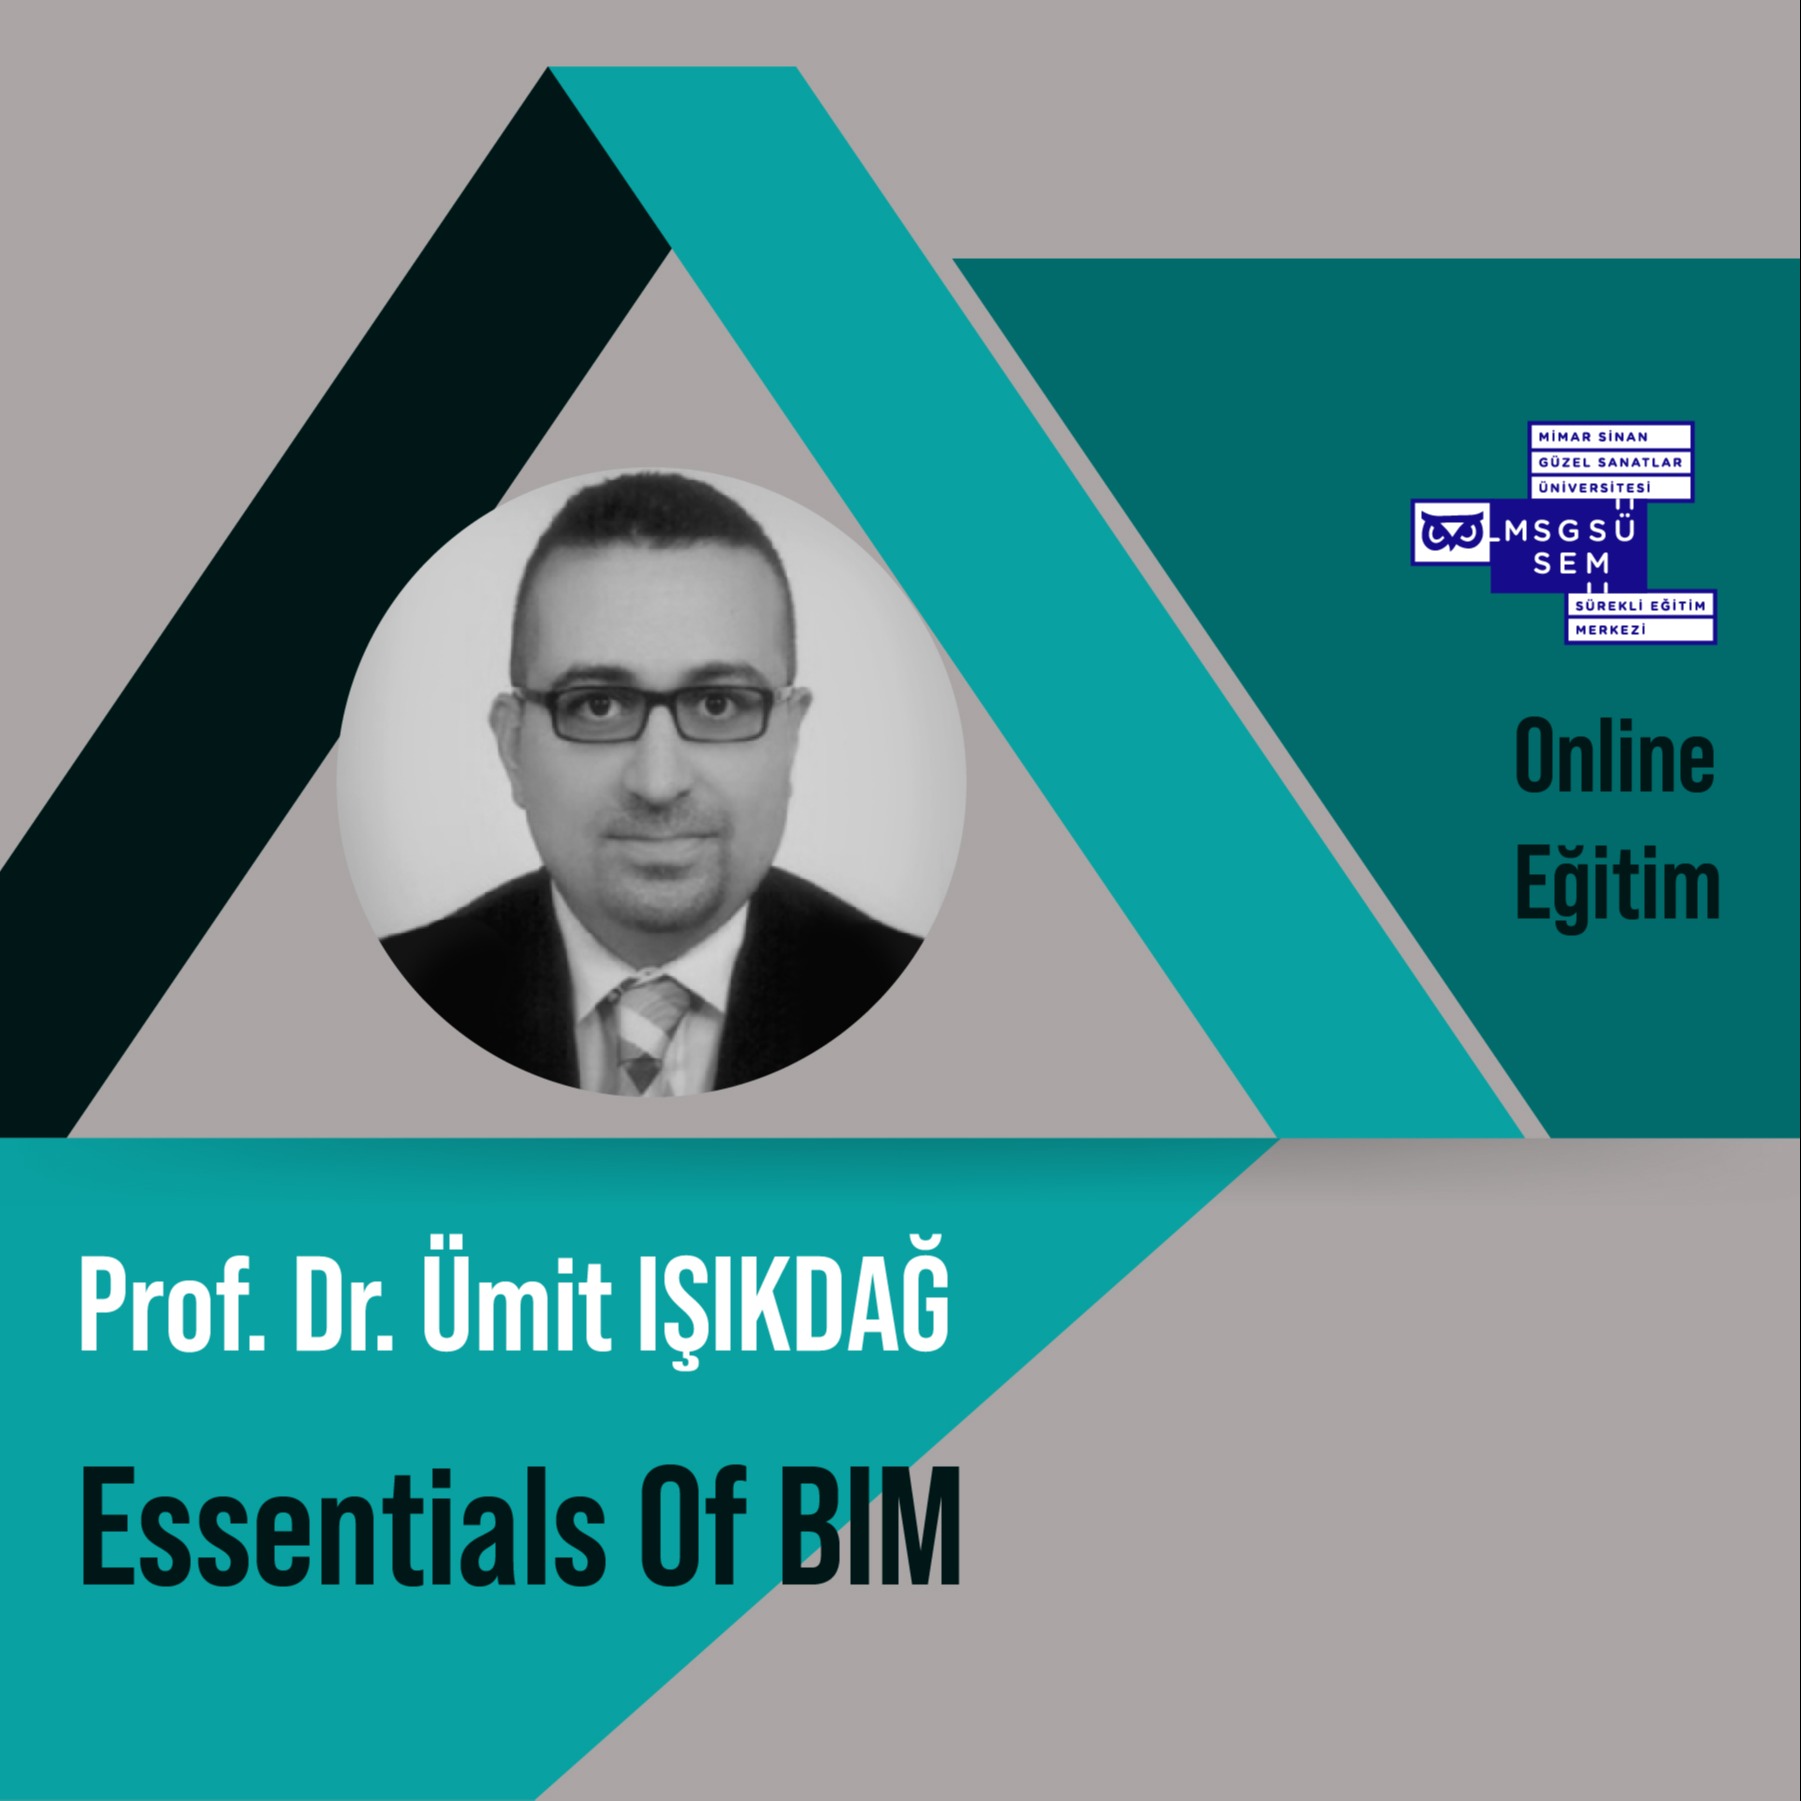 MİMAR SİNAN
GÜZEL SANATLAR
ÜNİVERSİTESİ
MSGSÜ
SEM
SÜREKLİ EĞİTİM
MERKEZİ
Online
Eğitim
Prof. Dr. Ümit IŞIKDAĞ
Essentials Of BIM